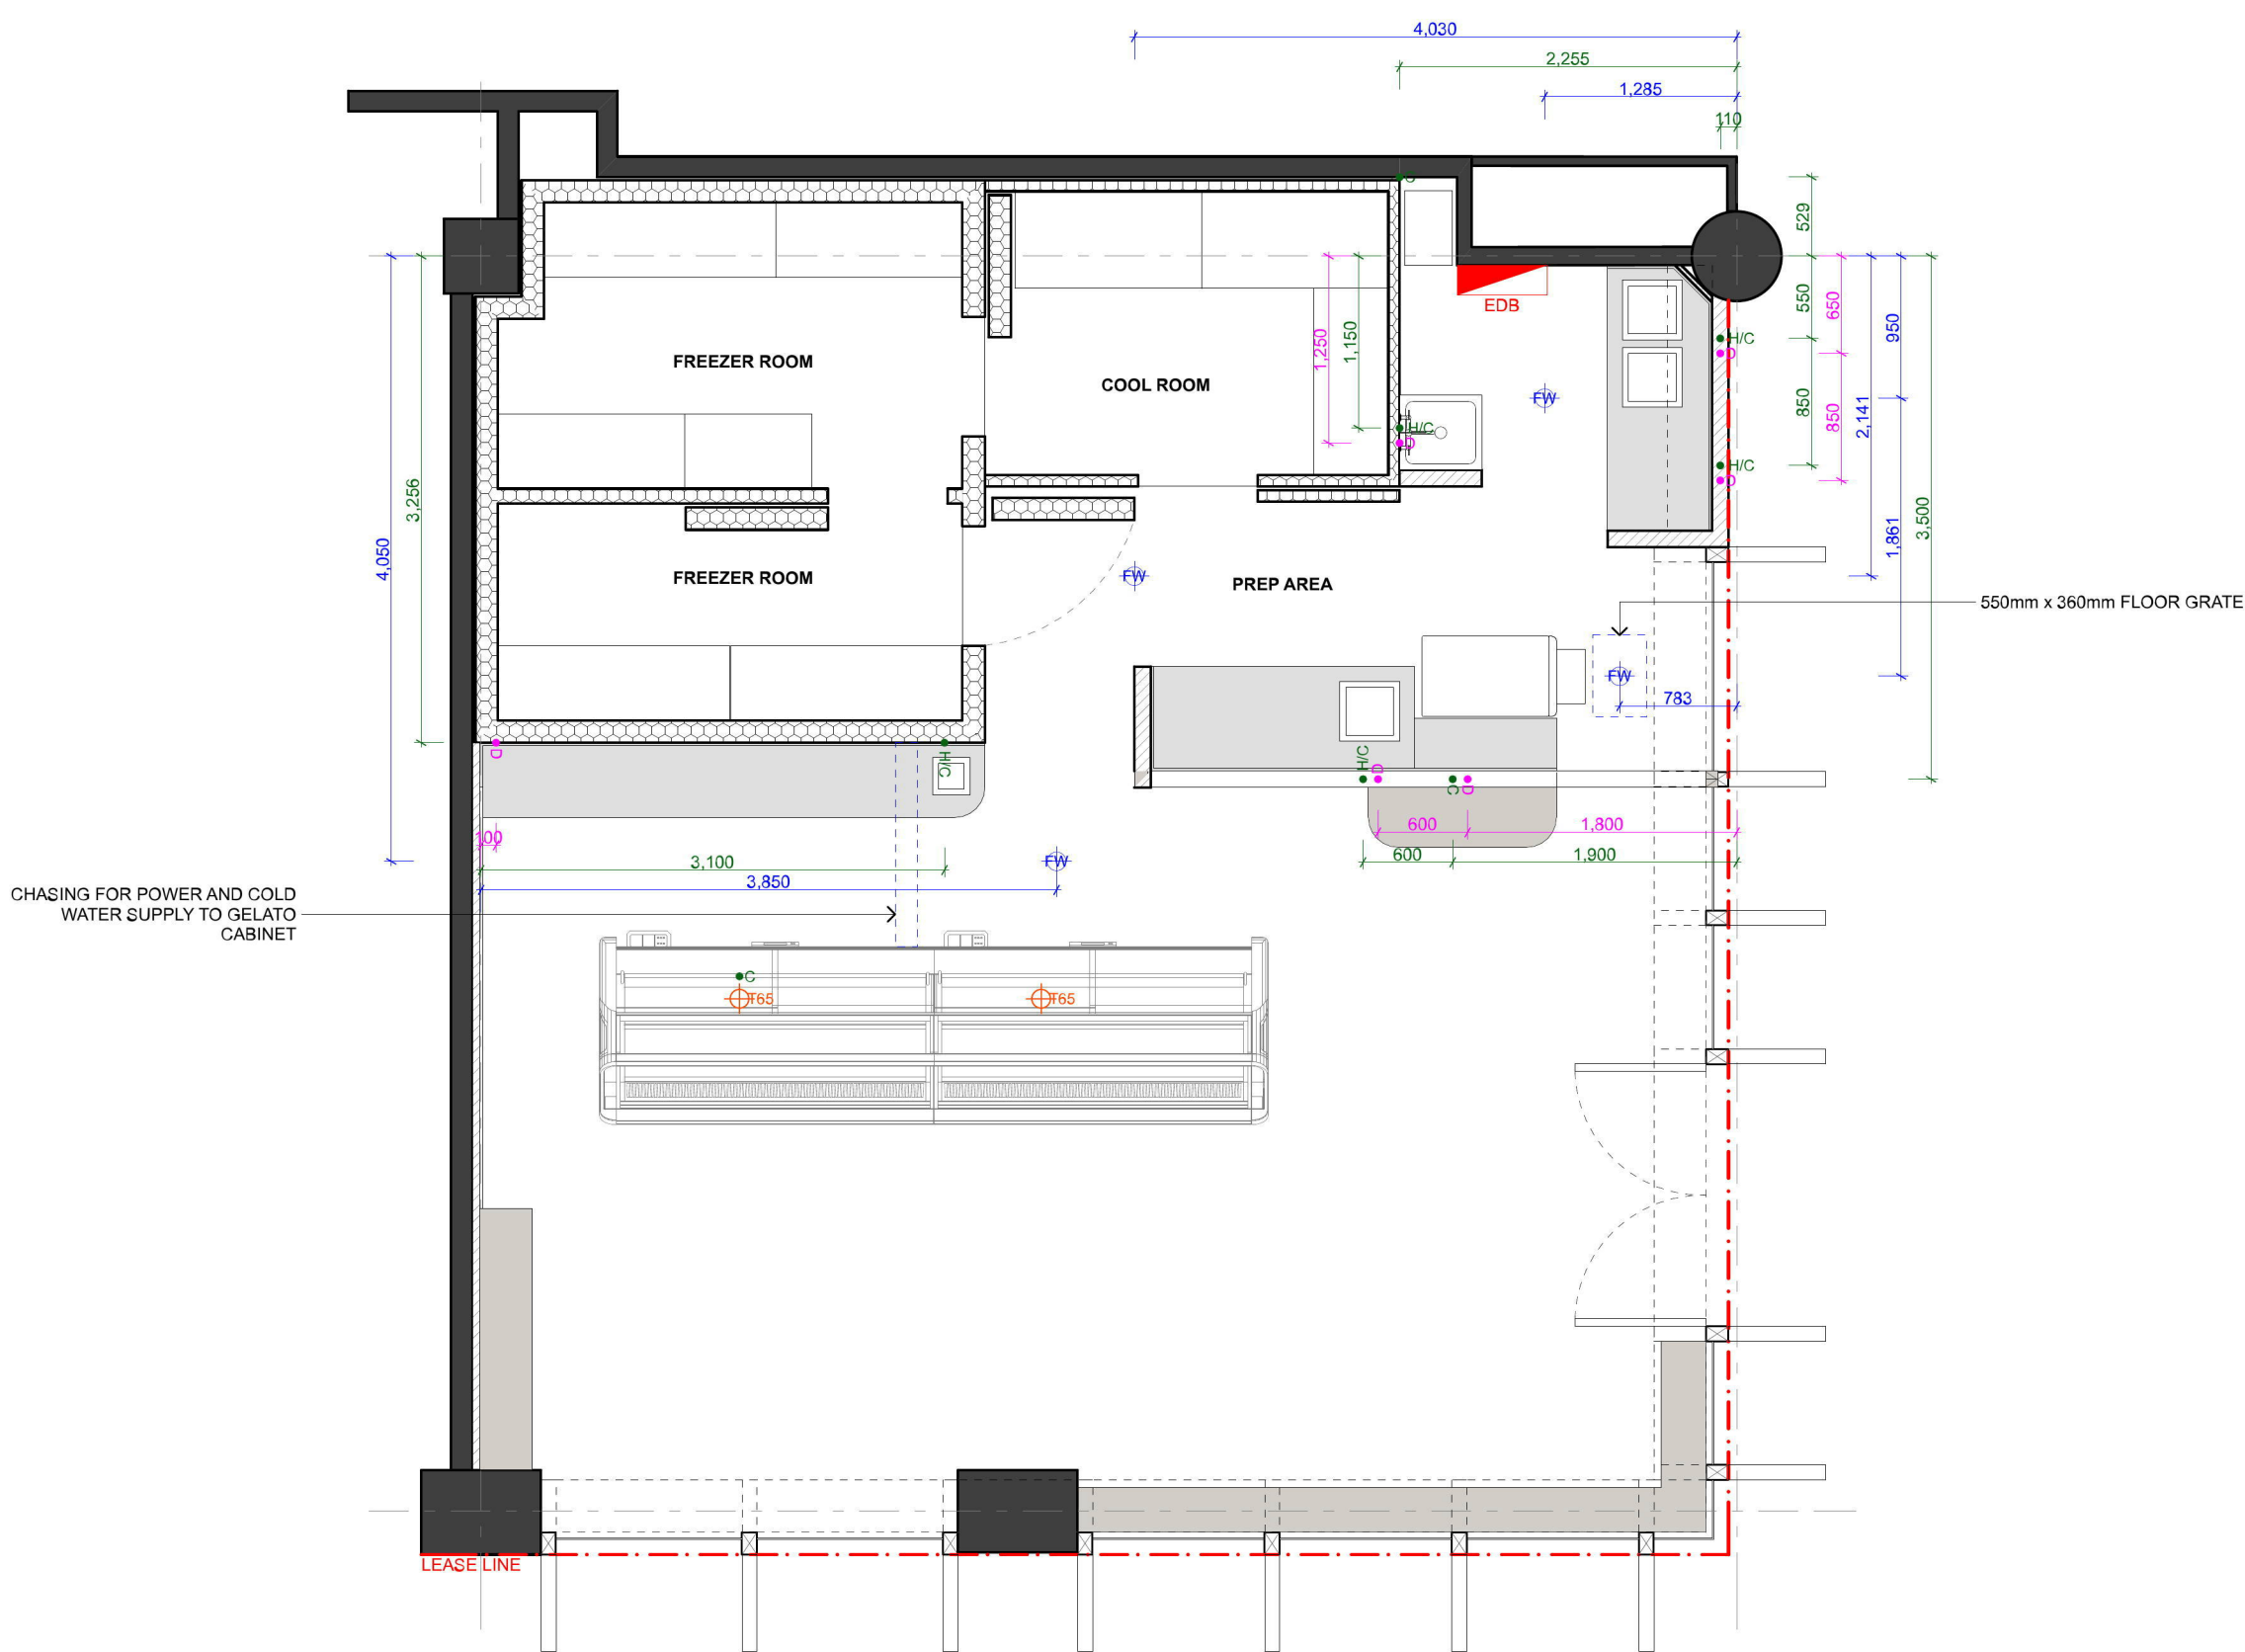 4,030
2,255
1,285
110
C
529
EDB
550
650
950
H/C
D
FREEZER ROOM
COOL ROOM
1,250
1,150
FW
850
850
2,141
H/C
D
H/C
D
3,256
4,050
3,500
1,861
FREEZER ROOM
FW
PREP AREA
550mm x 360mm FLOOR GRATE
FW
783
D
H/C
H/C
D
C
D
100
600
1,800
3,100
FW
600
1,900
3,850
CHASING FOR POWER AND COLD
WATER SUPPLY TO GELATO
CABINET
C
T65
T65
LEASE LINE